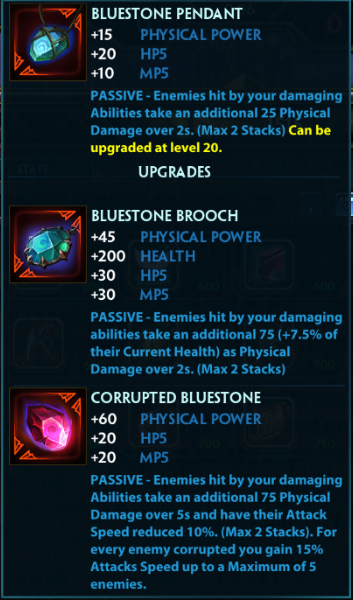 BLUESTONE PENDANT
+15 PHYSICAL POWER
+20 HP5
+10 MP5
PASSIVE - Enemies hit by your damaging
Abilities take an additional 25 Physical
Damage over 2s. (Max 2 Stacks) Can be
upgraded at level 20.
UPGRADES
BLUESTONE BROOCH
+45 PHYSICAL POWER
+200 HEALTH
+30 HP5
+30 MP5
PASSIVE - Enemies hit by your damaging
abilities take an additional 75 (+7.5% of
their Current Health) as Physical
Damage over 2s. (Max 2 Stacks)
CORRUPTED BLUESTONE
+60 PHYSICAL POWER
+20 HP5
+20 MP5
PASSIVE - Enemies hit by your damaging
Abilities take an additional 75 Physical
Damage over 5s and have their Attack
Speed reduced 10%. (Max 2 Stacks). For
every enemy corrupted you gain 15%
Attacks Speed up to a Maximum of 5
enemies.